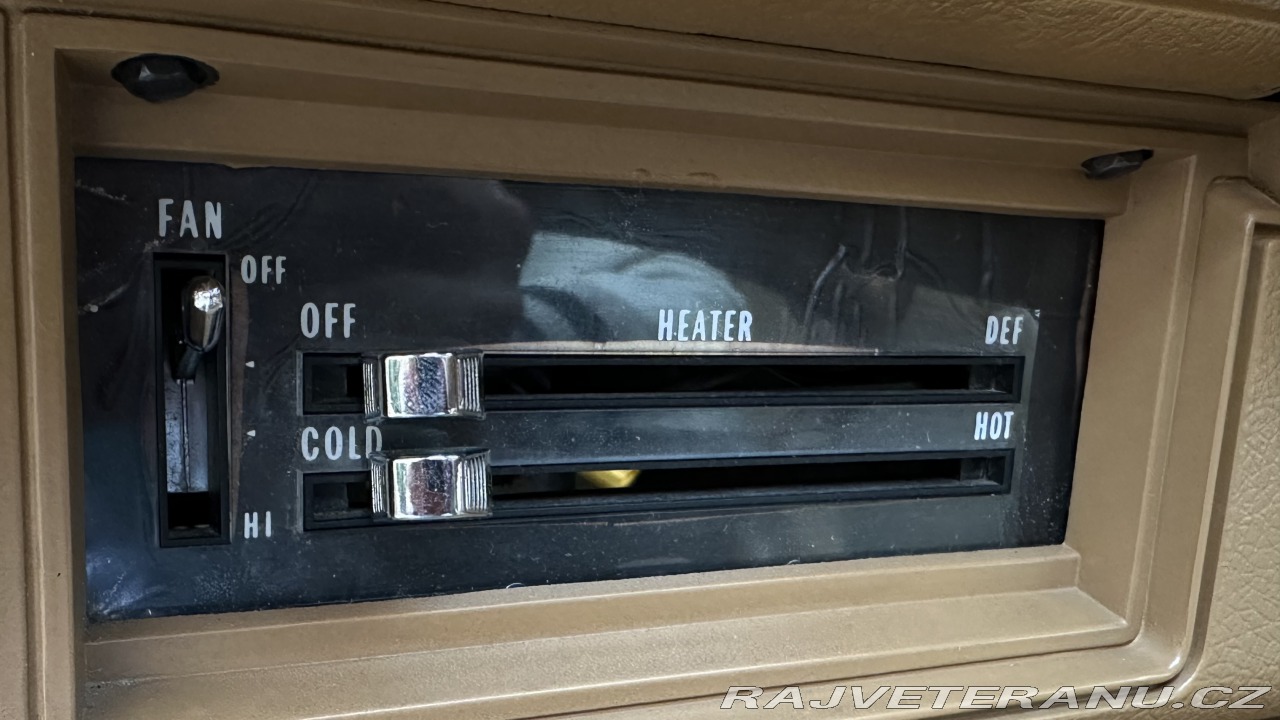 FAN
OFF
OFF HEATER DEF
COLD HOT
HI
RAJVETERANU.CZ